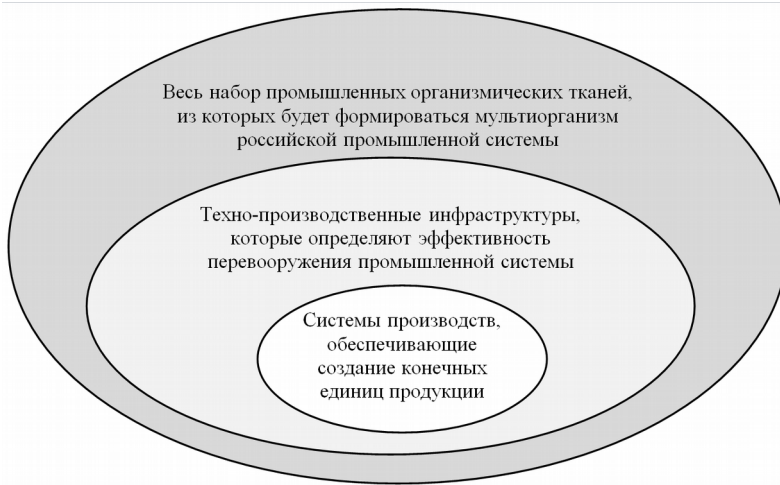 Весь набор промышленных организмических тканей,
из которых будет формироваться мультиорганизм
российской промышленной системы
Техно-производственные инфраструктуры,
которые определяют эффективность
перевооружения промышленной системы
Системы производств,
обеспечивающие
создание конечных
единиц продукции